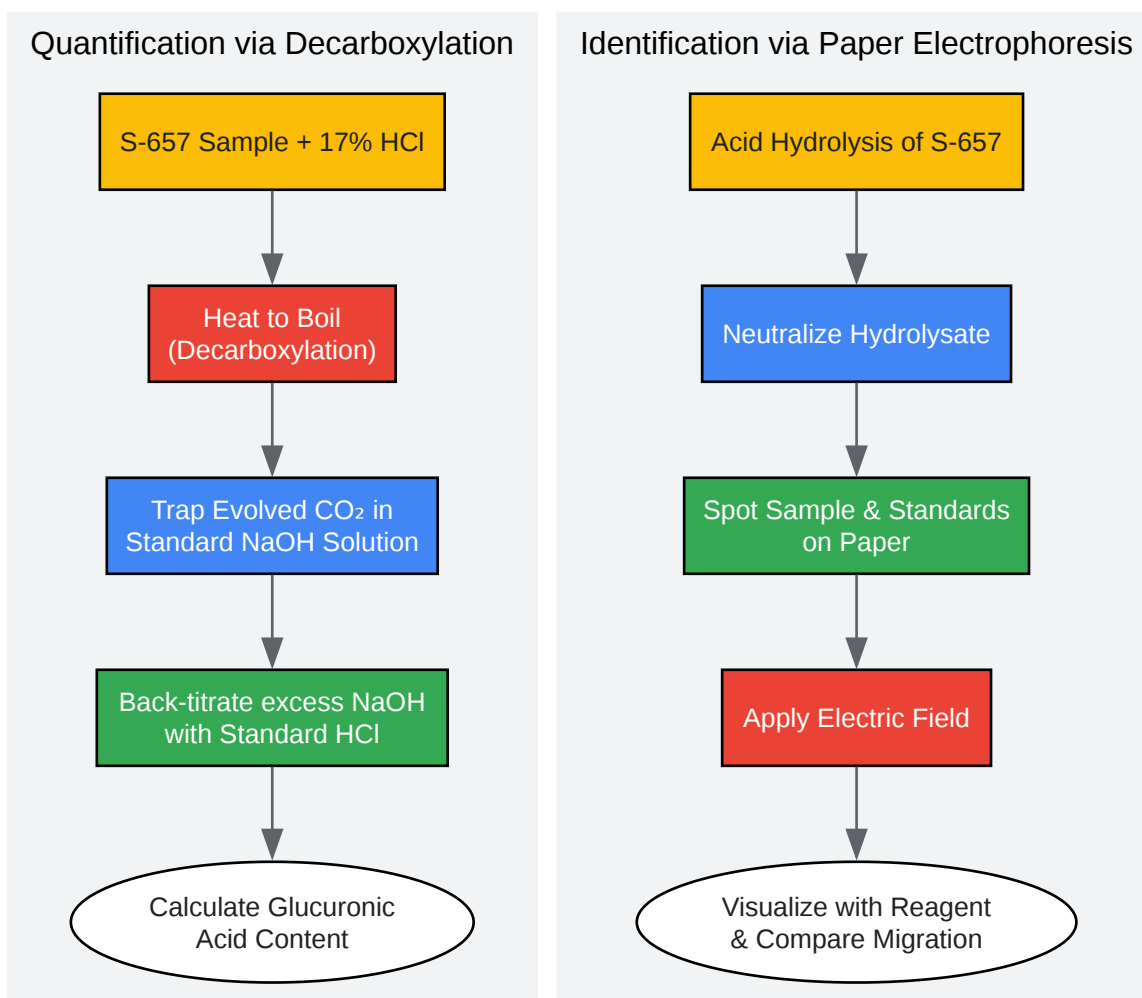 Quantification via Decarboxylation
S-657 Sample + 17% HCl
Heat to Boil
(Decarboxylation)
Trap Evolved CO₂ in
Standard NaOH Solution
Back-titrate excess NaOH
with Standard HCl
Calculate Glucuronic
Acid Content
Identification via Paper Electrophoresis
Acid Hydrolysis of S-657
Neutralize Hydrolysate
Spot Sample & Standards
on Paper
Apply Electric Field
Visualize with Reagent
& Compare Migration